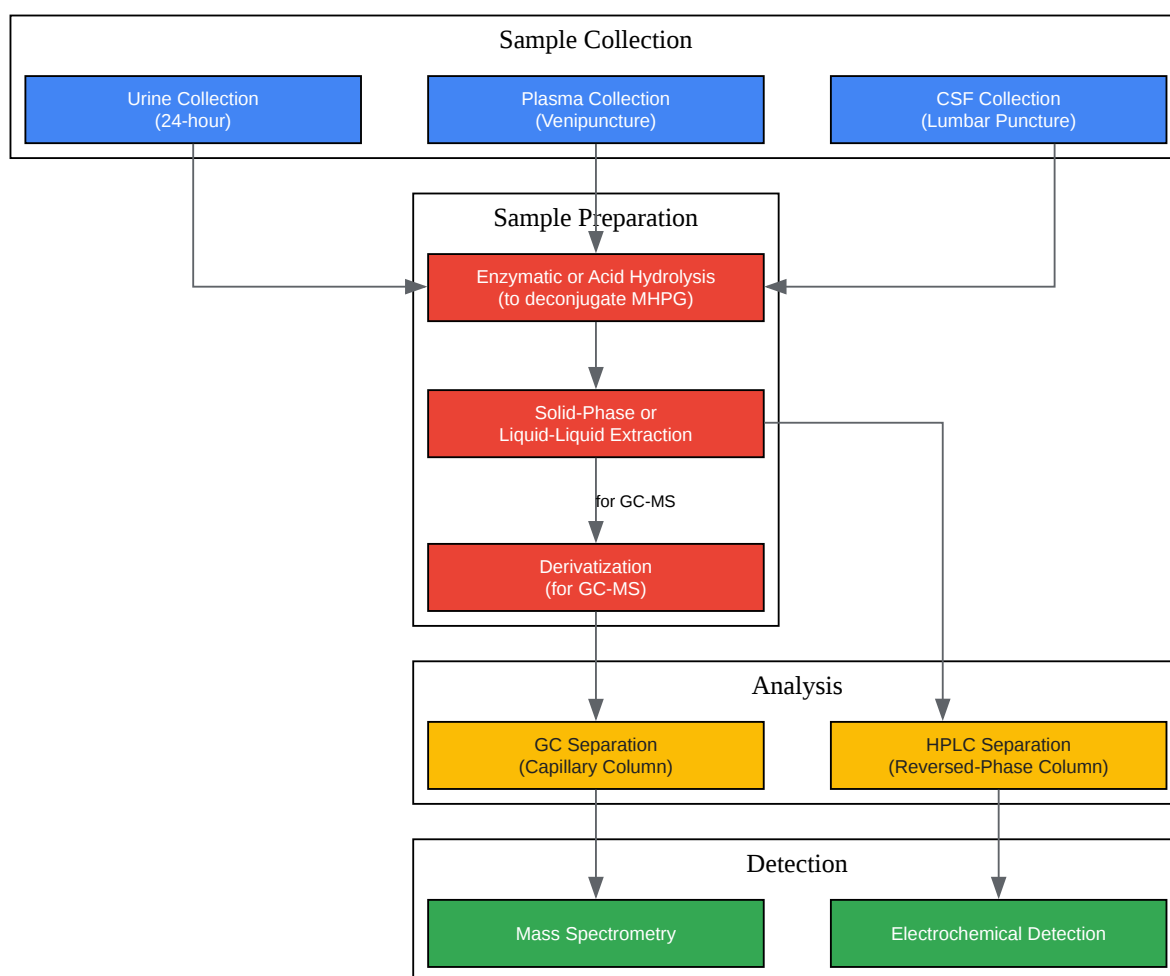 Sample Collection
Urine Collection
(24-hour)
Plasma Collection
(Venipuncture)
CSF Collection
(Lumbar Puncture)
Sample Preparation
Enzymatic or Acid Hydrolysis
(to deconjugate MHPG)
Solid-Phase or
Liquid-Liquid Extraction
for GC-MS
Derivatization
(for GC-MS)
Analysis
GC Separation
(Capillary Column)
HPLC Separation
(Reversed-Phase Column)
Detection
Mass Spectrometry
Electrochemical Detection